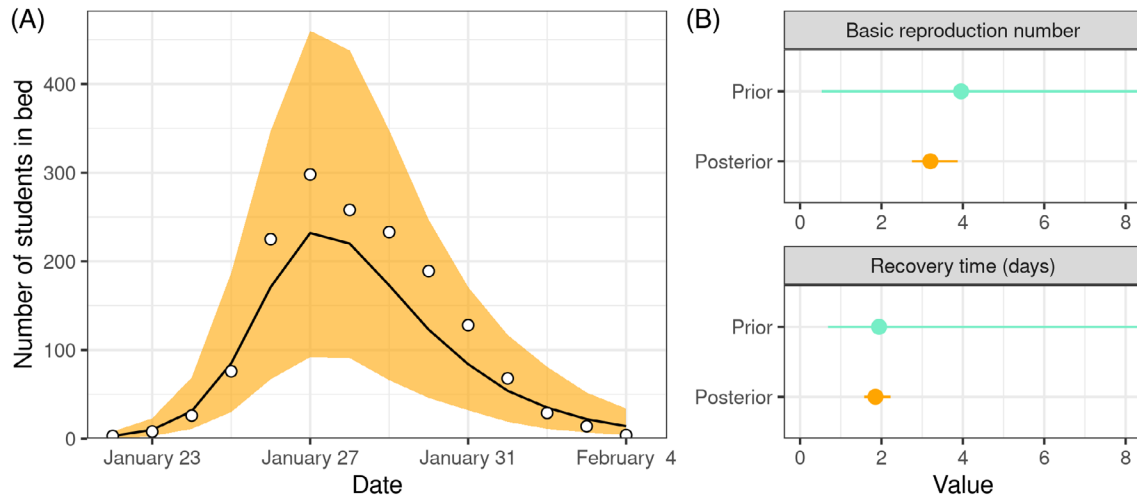 (A)
Number of students in bed
400
300
200
100
0
January 23
January 27
January 31
February 4
Date
(B)
Basic reproduction number
Prior
Posterior
0 2 4 6 8
Recovery time (days)
Prior
Posterior
0 2 4 6 8
Value